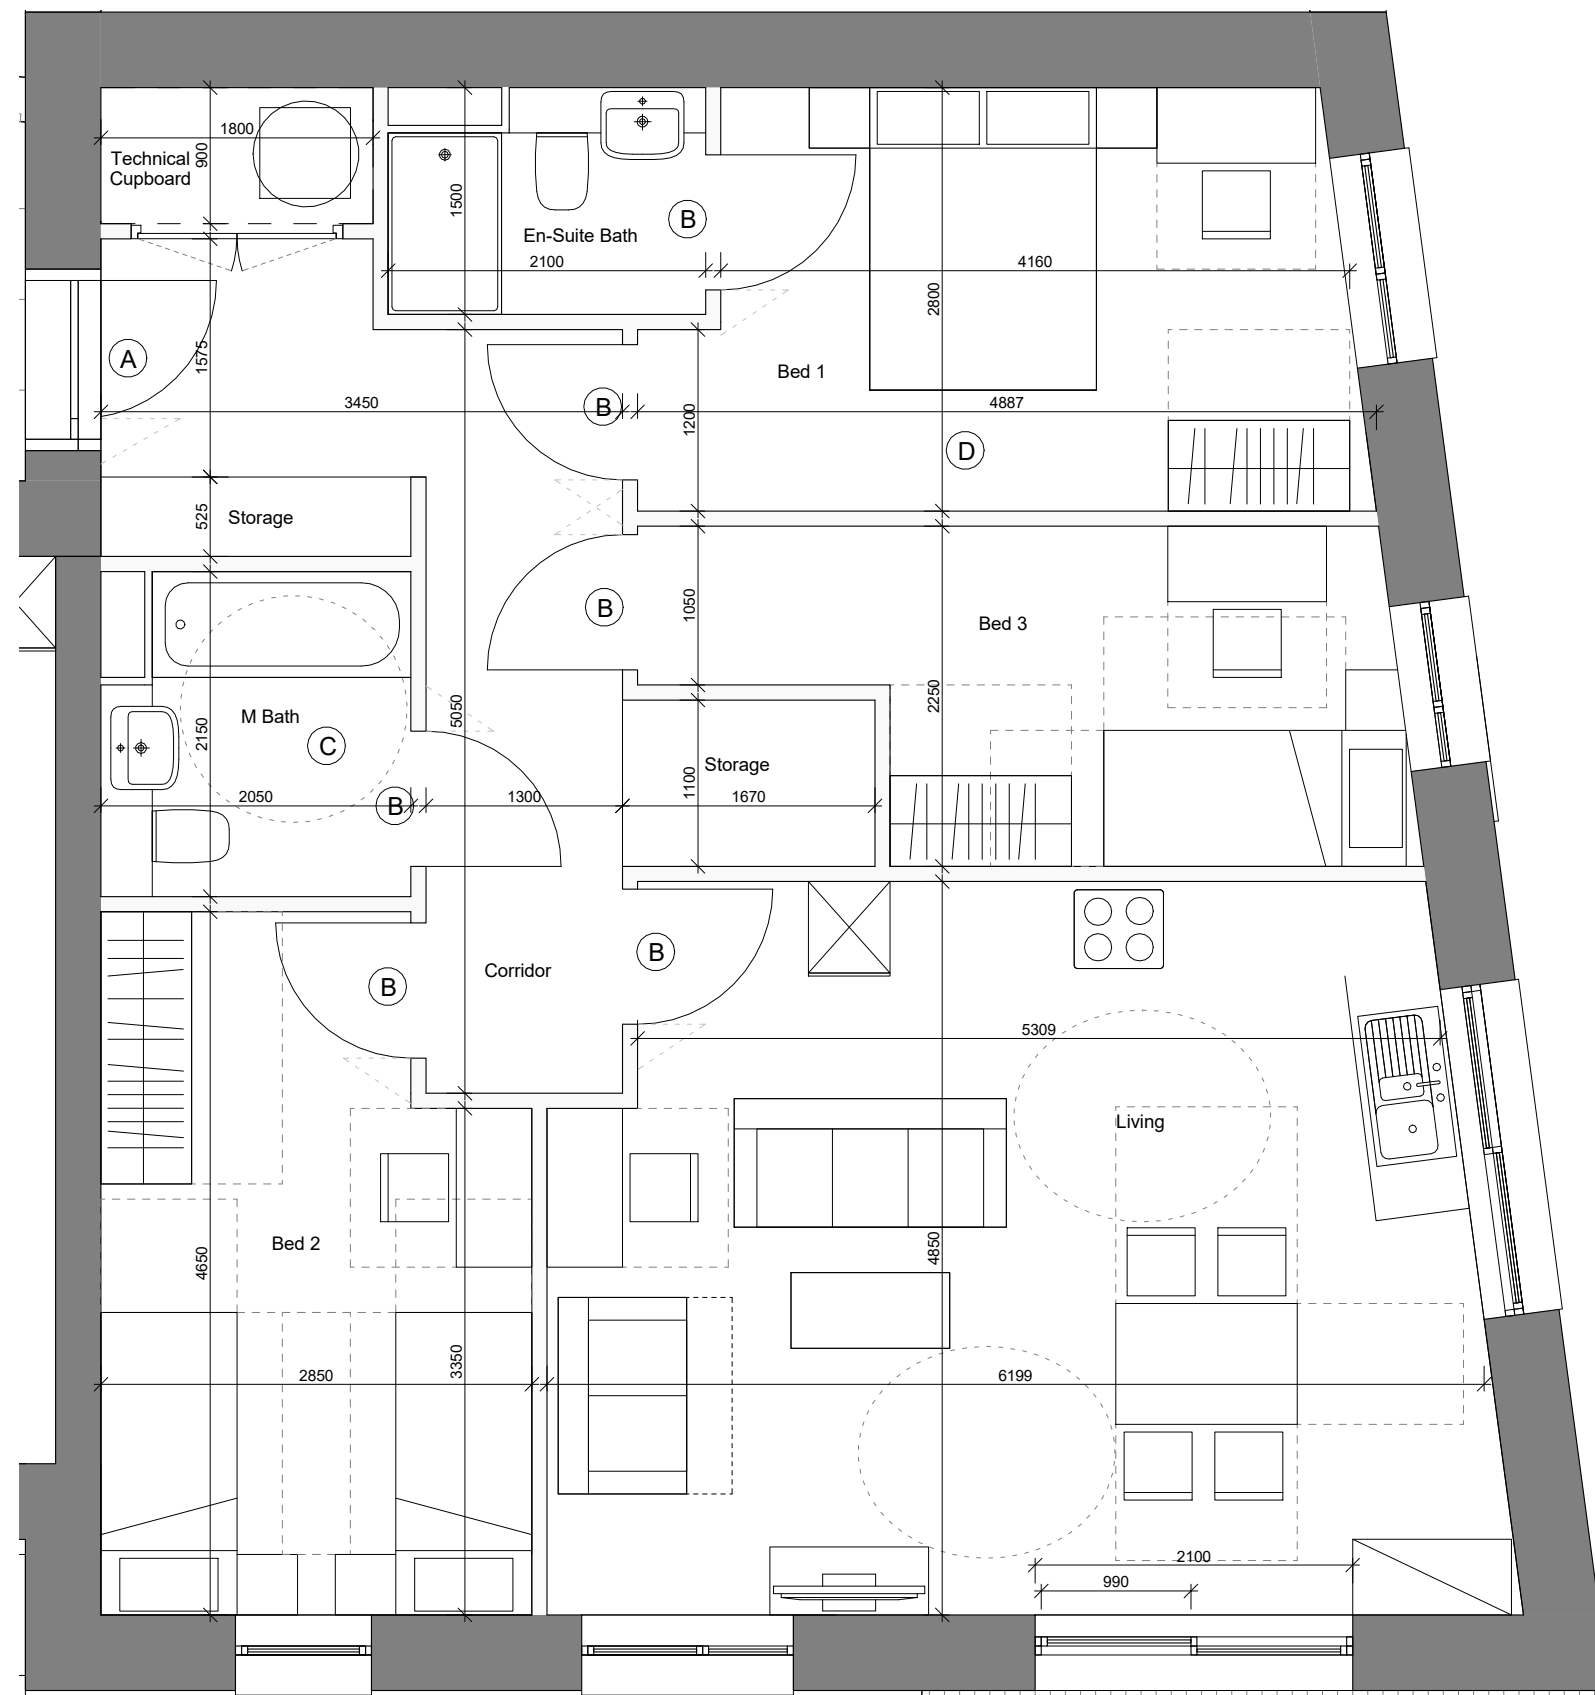 1800
Technical
Cupboard
900
1500
B
En-Suite Bath
2100
4160
2800
A
1575
Bed 1
3450
B
4887
1200
D
525
Storage
1050
B
Bed 3
2250
M Bath
C
2150
5050
Storage
1100
2050
B
1300
1670
B
B
Corridor
5309
Living
Bed 2
4650
4850
3350
2850
6199
2100
990